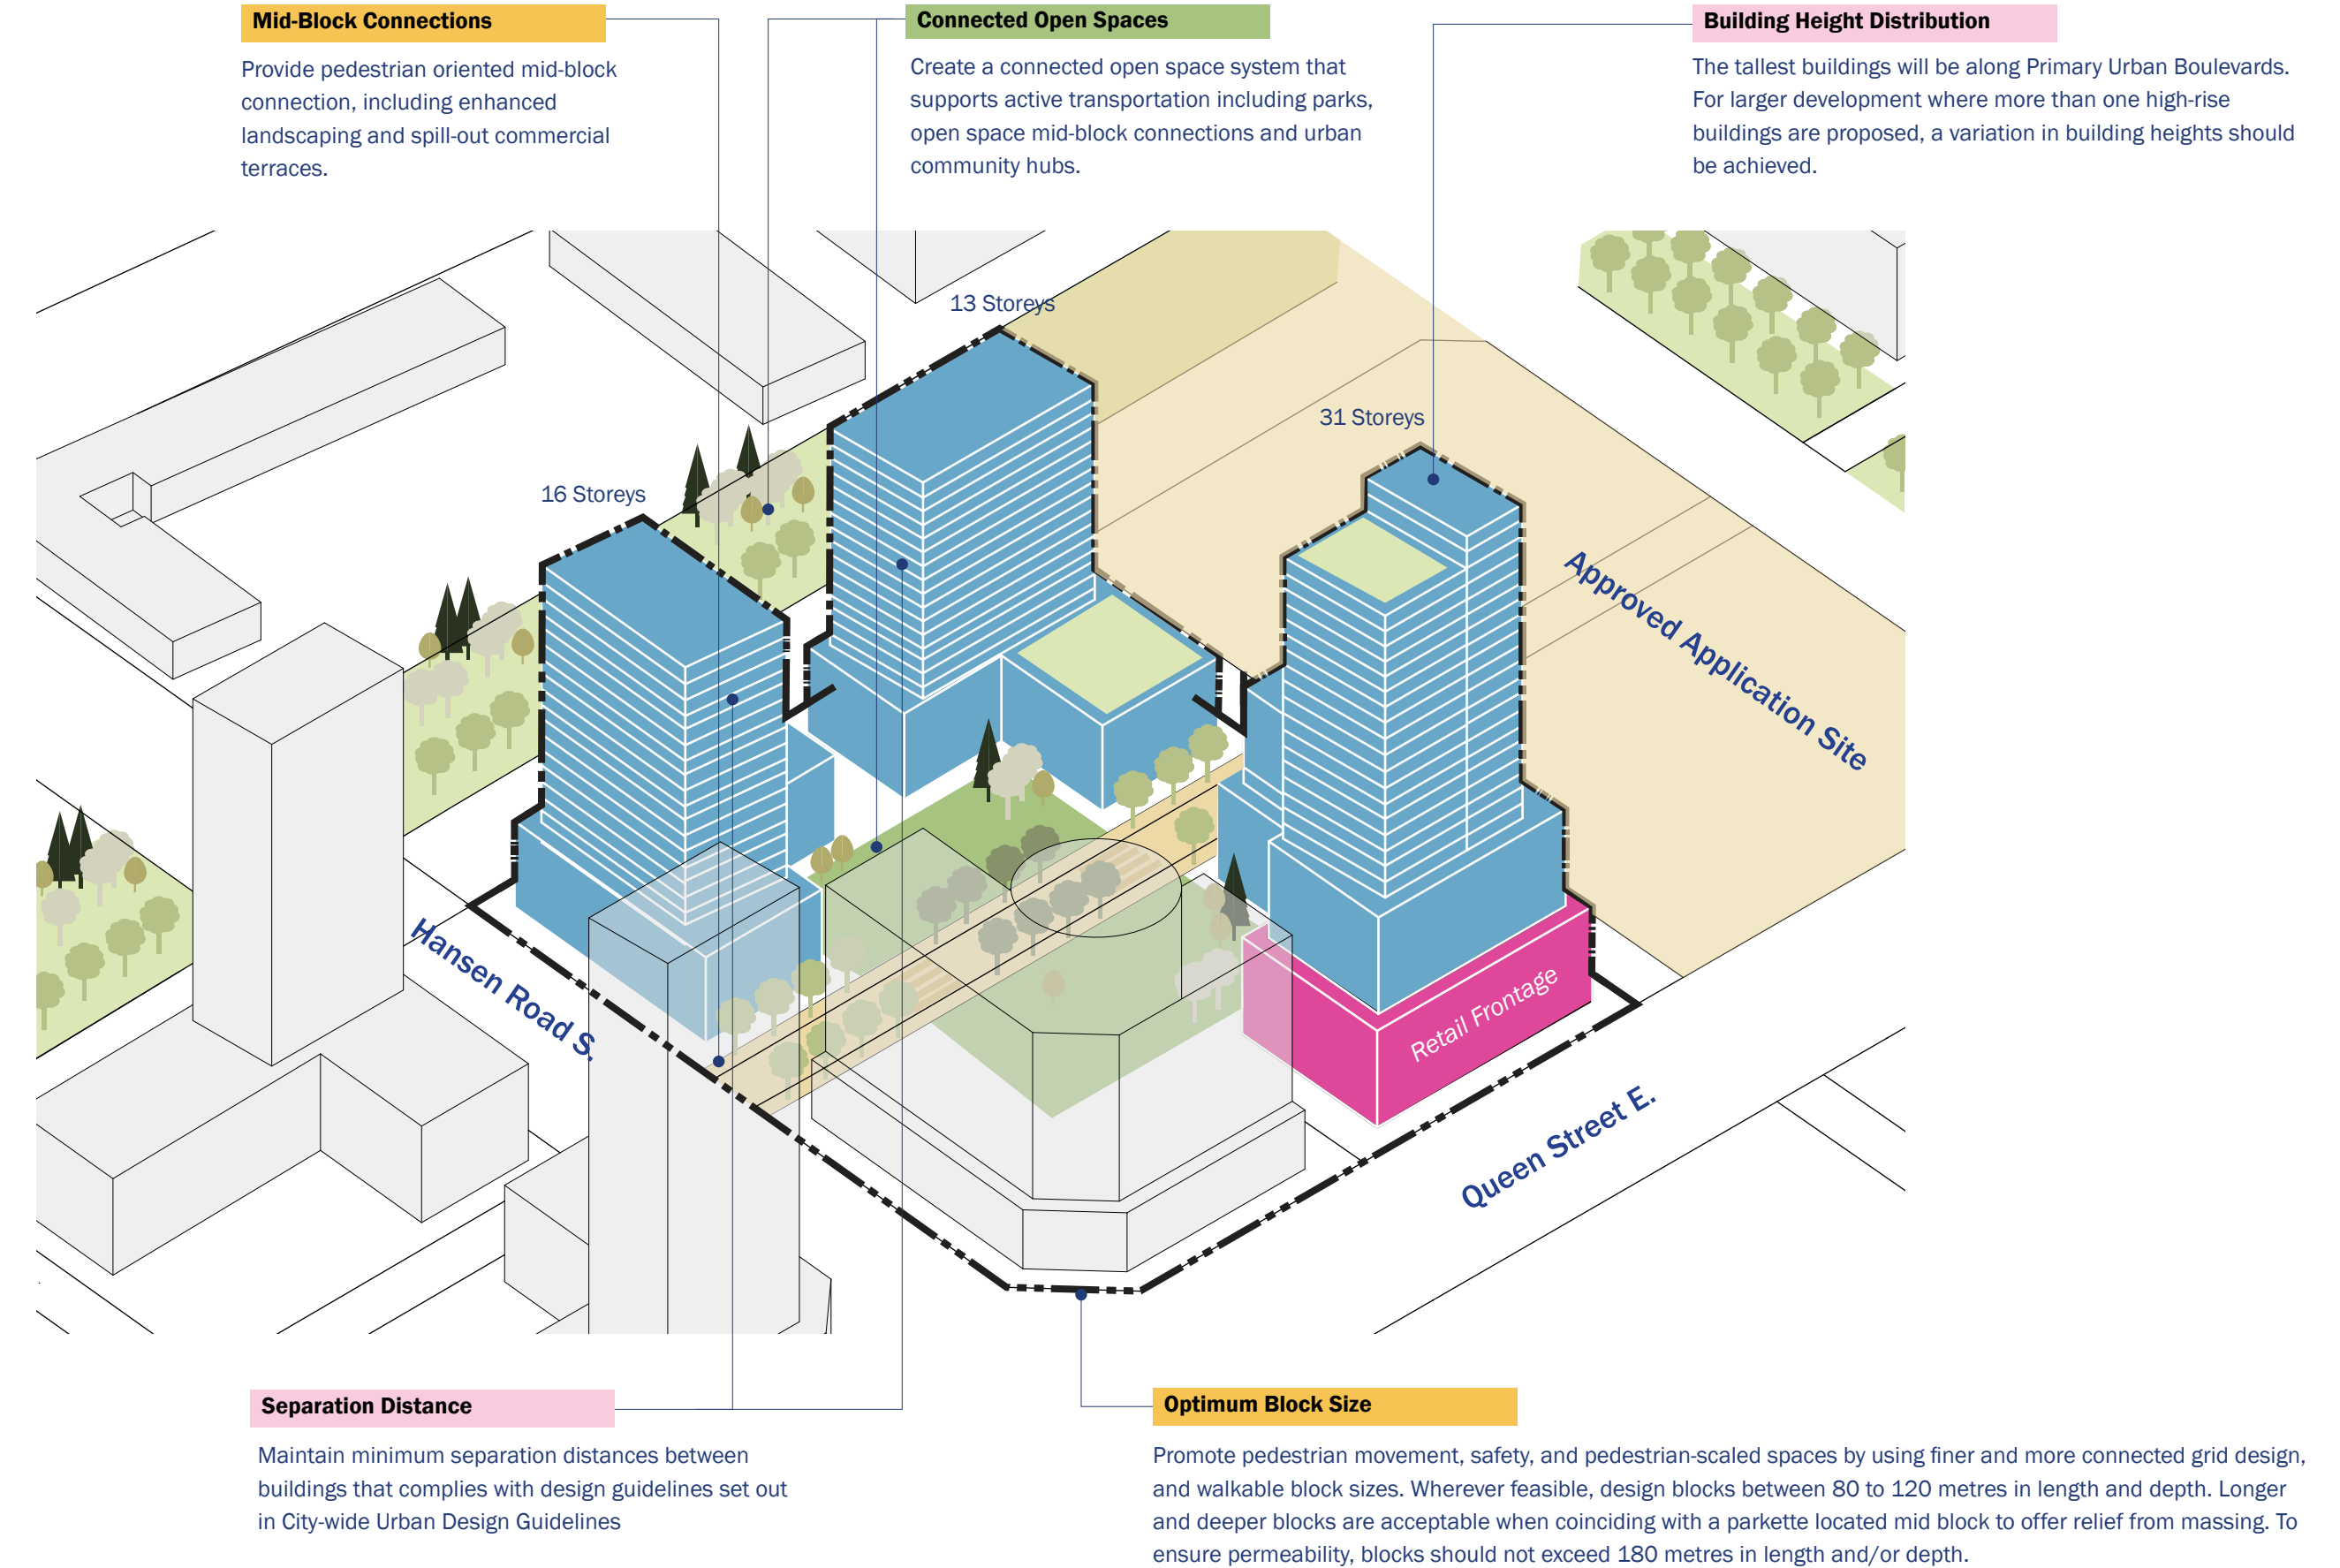 Mid-Block Connections
Provide pedestrian oriented mid-block
connection, including enhanced
landscaping and spill-out commercial
terraces.
Connected Open Spaces
Create a connected open space system that
supports active transportation including parks,
open space mid-block connections and urban
community hubs.
Building Height Distribution
The tallest buildings will be along Primary Urban Boulevards.
For larger development where more than one high-rise
buildings are proposed, a variation in building heights should
be achieved.
13 Storeys
31 Storeys
16 Storeys
Approved Application Site
Hansen Road S.
Retail Frontage
Queen Street E.
Separation Distance
Maintain minimum separation distances between
buildings that complies with design guidelines set out
in City-wide Urban Design Guidelines
Optimum Block Size
Promote pedestrian movement, safety, and pedestrian-scaled spaces by using finer and more connected grid design,
and walkable block sizes. Wherever feasible, design blocks between 80 to 120 metres in length and depth. Longer
and deeper blocks are acceptable when coinciding with a parkette located mid block to offer relief from massing. To
ensure permeability, blocks should not exceed 180 metres in length and/or depth.